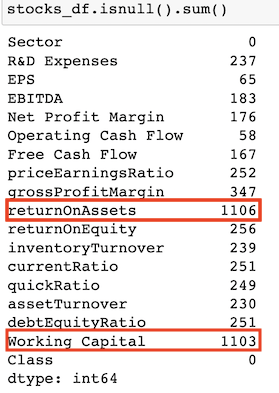 stocks_df.isnull().sum()
Sector 0
R&D Expenses 237
EPS 65
EBITDA 183
Net Profit Margin 176
Operating Cash Flow 58
Free Cash Flow 167
priceEarningsRatio 252
grossProfitMargin 347
returnOnAssets 1106
returnOnEquity 256
inventoryTurnover 239
currentRatio 251
quickRatio 249
assetTurnover 230
debtEquityRatio 251
Working Capital 1103
Class 0
dtype: int64